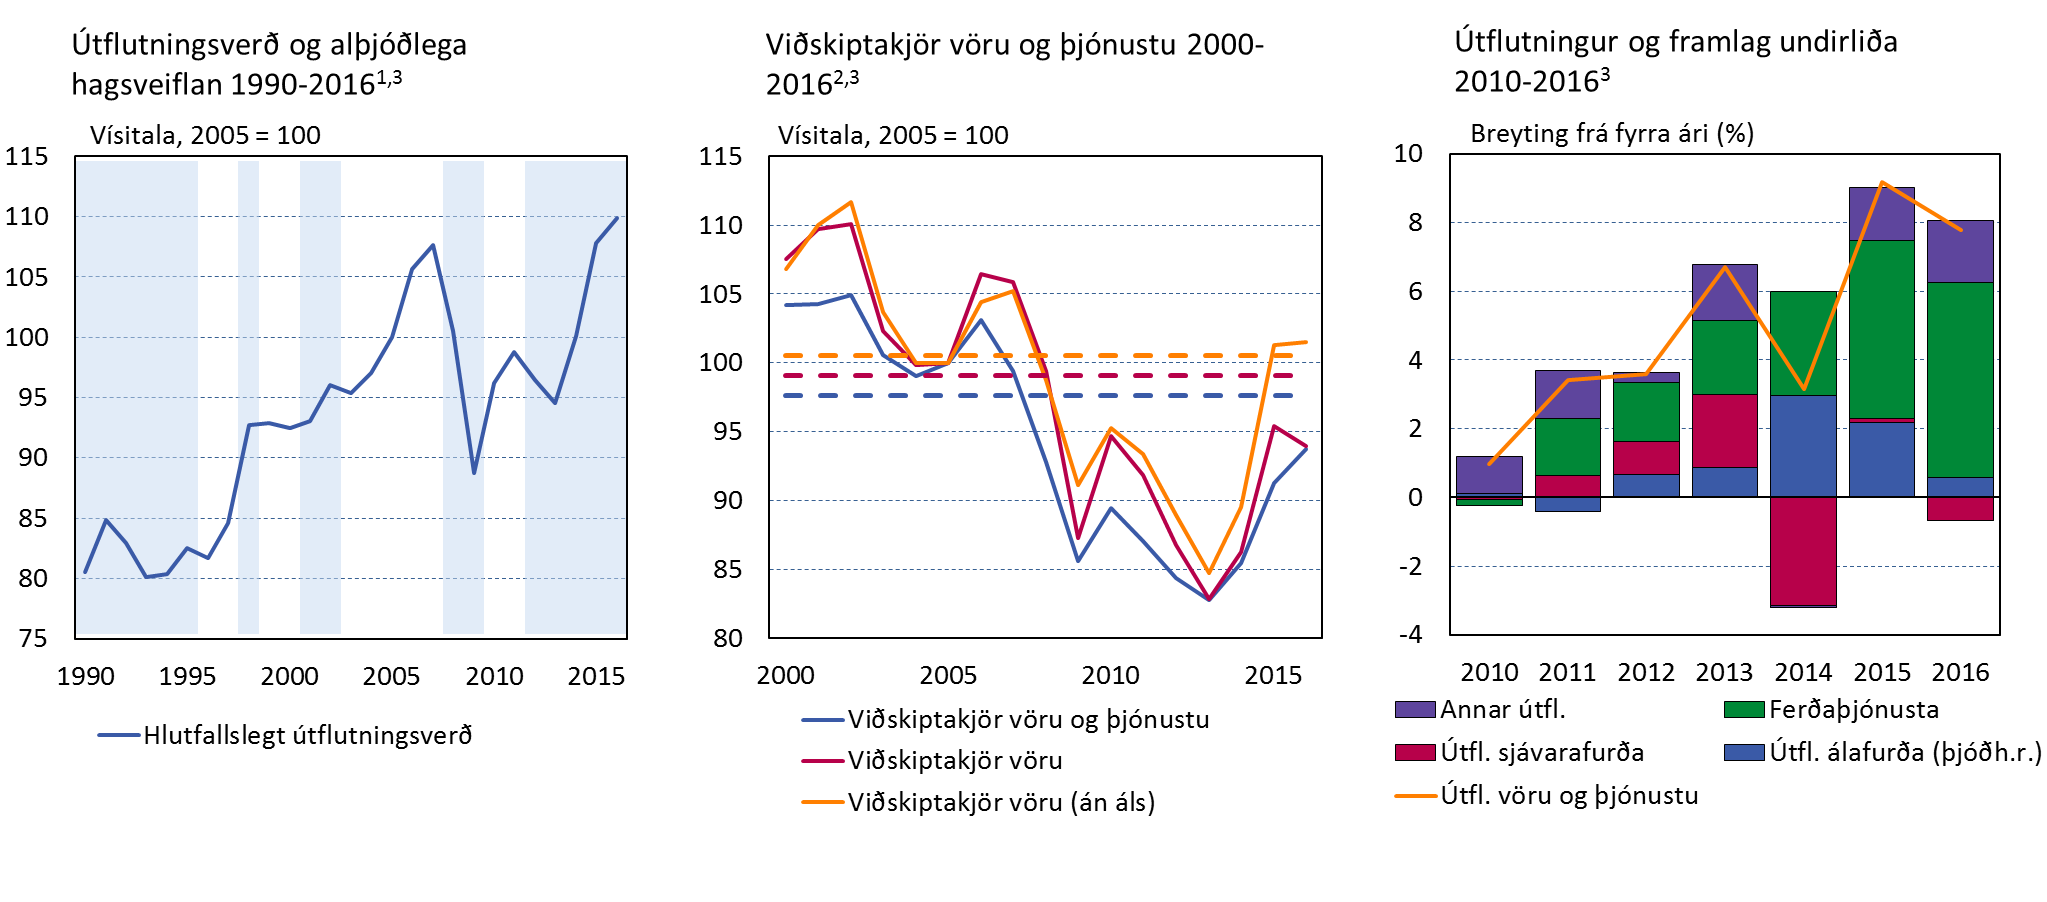 Útflutningsverð og alþjóðlega
hagsveiflan 1990-2016¹,³
Vísitala, 2005 = 100
115
110
105
100
95
90
85
80
75
1990 1995 2000 2005 2010 2015
Hlutfallslegt útflutningsverð
Viðskiptakjör vöru og þjónustu 2000-
2016²,³
Vísitala, 2005 = 100
115
110
105
100
95
90
85
80
2000 2005 2010 2015
Viðskiptakjör vöru og þjónustu
Viðskiptakjör vöru
Viðskiptakjör vöru (án áls)
Útflutningur og framlag undirliða
2010-2016³
Breyting frá fyrra ári (%)
10
8
6
4
2
0
-2
-4
2010 2011 2012 2013 2014 2015 2016
Annar útfl. Ferðaþjónusta
Útfl. sjávarafurða Útfl. álafurða (þjóðh.r.)
Útfl. vöru og þjónustu